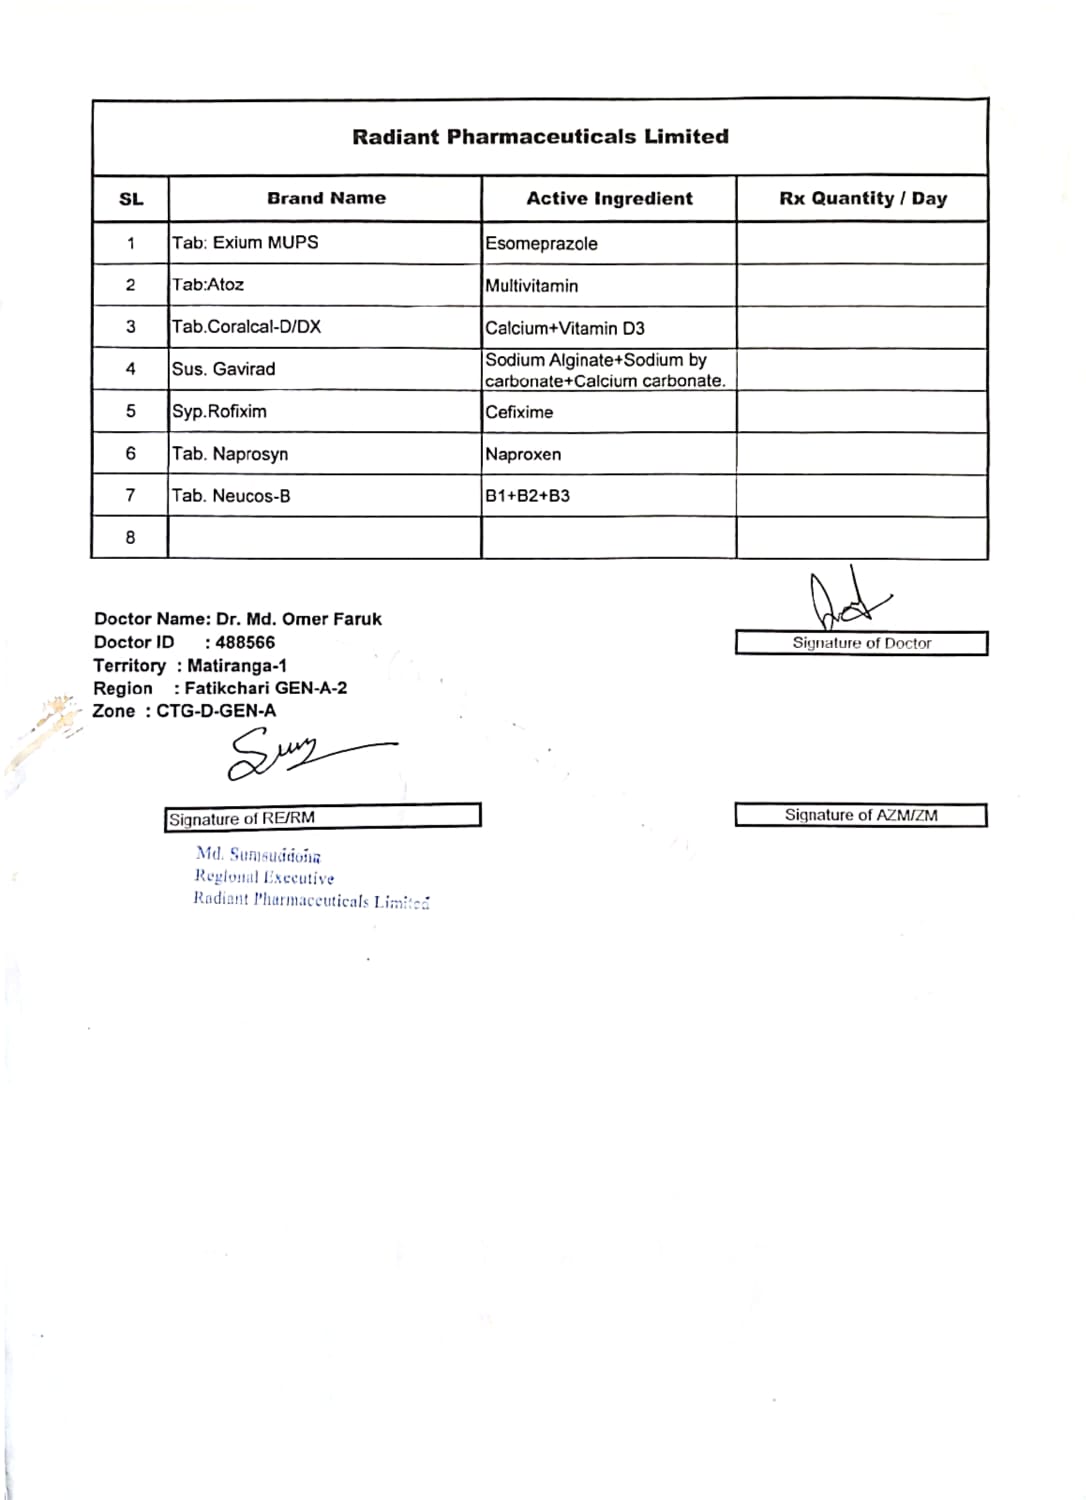 Radiant Pharmaceuticals Limited
SL Brand Name Active Ingredient Rx Quantity / Day
1 Tab: Exium MUPS Esomeprazole
2 Tab:Atoz Multivitamin
3 Tab.Coralcal-D/DX Calcium+Vitamin D3
4 Sus. Gavirad Sodium Alginate+Sodium by
carbonate+Calcium carbonate.
5 Syp.Rofixim Cefixime
6 Tab. Naprosyn Naproxen
7 Tab. Neucos-B B1+B2+B3
8
Doctor Name: Dr. Md. Omer Faruk
Doctor ID : 488566
Signature of Doctor
Territory : Matiranga-1
Region : Fatikchari GEN-A-2
Zone : CTG-D-GEN-A
Signature of RE/RM
Signature of AZM/ZM
Md. Sumsuddoha
Regional Executive
Radiant Pharmaceuticals Limited